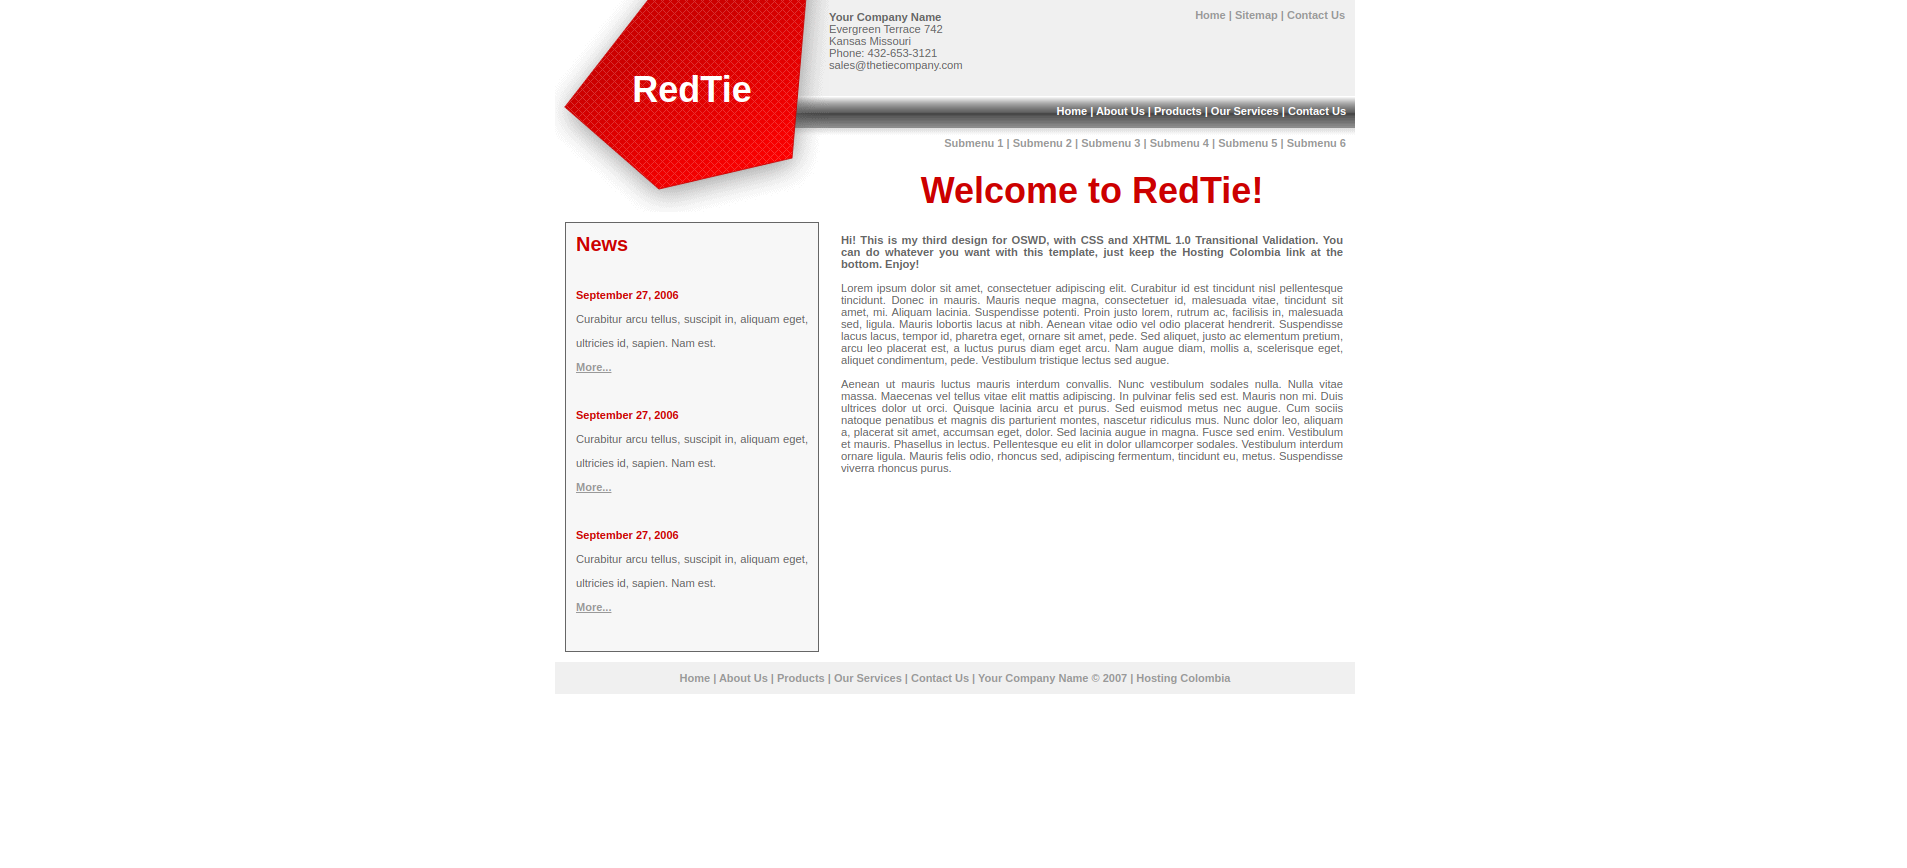 RedTie
Your Company Name
Evergreen Terrace 742
Kansas Missouri
Phone: 432-653-3121
sales@thetiecompany.com
Home | Sitemap | Contact Us
Home | About Us | Products | Our Services | Contact Us
Submenu 1 | Submenu 2 | Submenu 3 | Submenu 4 | Submenu 5 | Submenu 6
News
September 27, 2006
Curabitur arcu tellus, suscipit in, aliquam eget,
ultricies id, sapien. Nam est.
More...
September 27, 2006
Curabitur arcu tellus, suscipit in, aliquam eget,
ultricies id, sapien. Nam est.
More...
September 27, 2006
Curabitur arcu tellus, suscipit in, aliquam eget,
ultricies id, sapien. Nam est.
More...
Welcome to RedTie!
Hi! This is my third design for OSWD, with CSS and XHTML 1.0 Transitional Validation. You
can do whatever you want with this template, just keep the Hosting Colombia link at the
bottom. Enjoy!
Lorem ipsum dolor sit amet, consectetuer adipiscing elit. Curabitur id est tincidunt nisl pellentesque
tincidunt. Donec in mauris. Mauris neque magna, consectetuer id, malesuada vitae, tincidunt sit
amet, mi. Aliquam lacinia. Suspendisse potenti. Proin justo lorem, rutrum ac, facilisis in, malesuada
sed, ligula. Mauris lobortis lacus at nibh. Aenean vitae odio vel odio placerat hendrerit. Suspendisse
lacus lacus, tempor id, pharetra eget, ornare sit amet, pede. Sed aliquet, justo ac elementum pretium,
arcu leo placerat est, a luctus purus diam eget arcu. Nam augue diam, mollis a, scelerisque eget,
aliquet condimentum, pede. Vestibulum tristique lectus sed augue.
Aenean ut mauris luctus mauris interdum convallis. Nunc vestibulum sodales nulla. Nulla vitae
massa. Maecenas vel tellus vitae elit mattis adipiscing. In pulvinar felis sed est. Mauris non mi. Duis
ultrices dolor ut orci. Quisque lacinia arcu et purus. Sed euismod metus nec augue. Cum sociis
natoque penatibus et magnis dis parturient montes, nascetur ridiculus mus. Nunc dolor leo, aliquam
a, placerat sit amet, accumsan eget, dolor. Sed lacinia augue in magna. Fusce sed enim. Vestibulum
et mauris. Phasellus in lectus. Pellentesque eu elit in dolor ullamcorper sodales. Vestibulum interdum
ornare ligula. Mauris felis odio, rhoncus sed, adipiscing fermentum, tincidunt eu, metus. Suspendisse
viverra rhoncus purus.
Home | About Us | Products | Our Services | Contact Us | Your Company Name © 2007 | Hosting Colombia